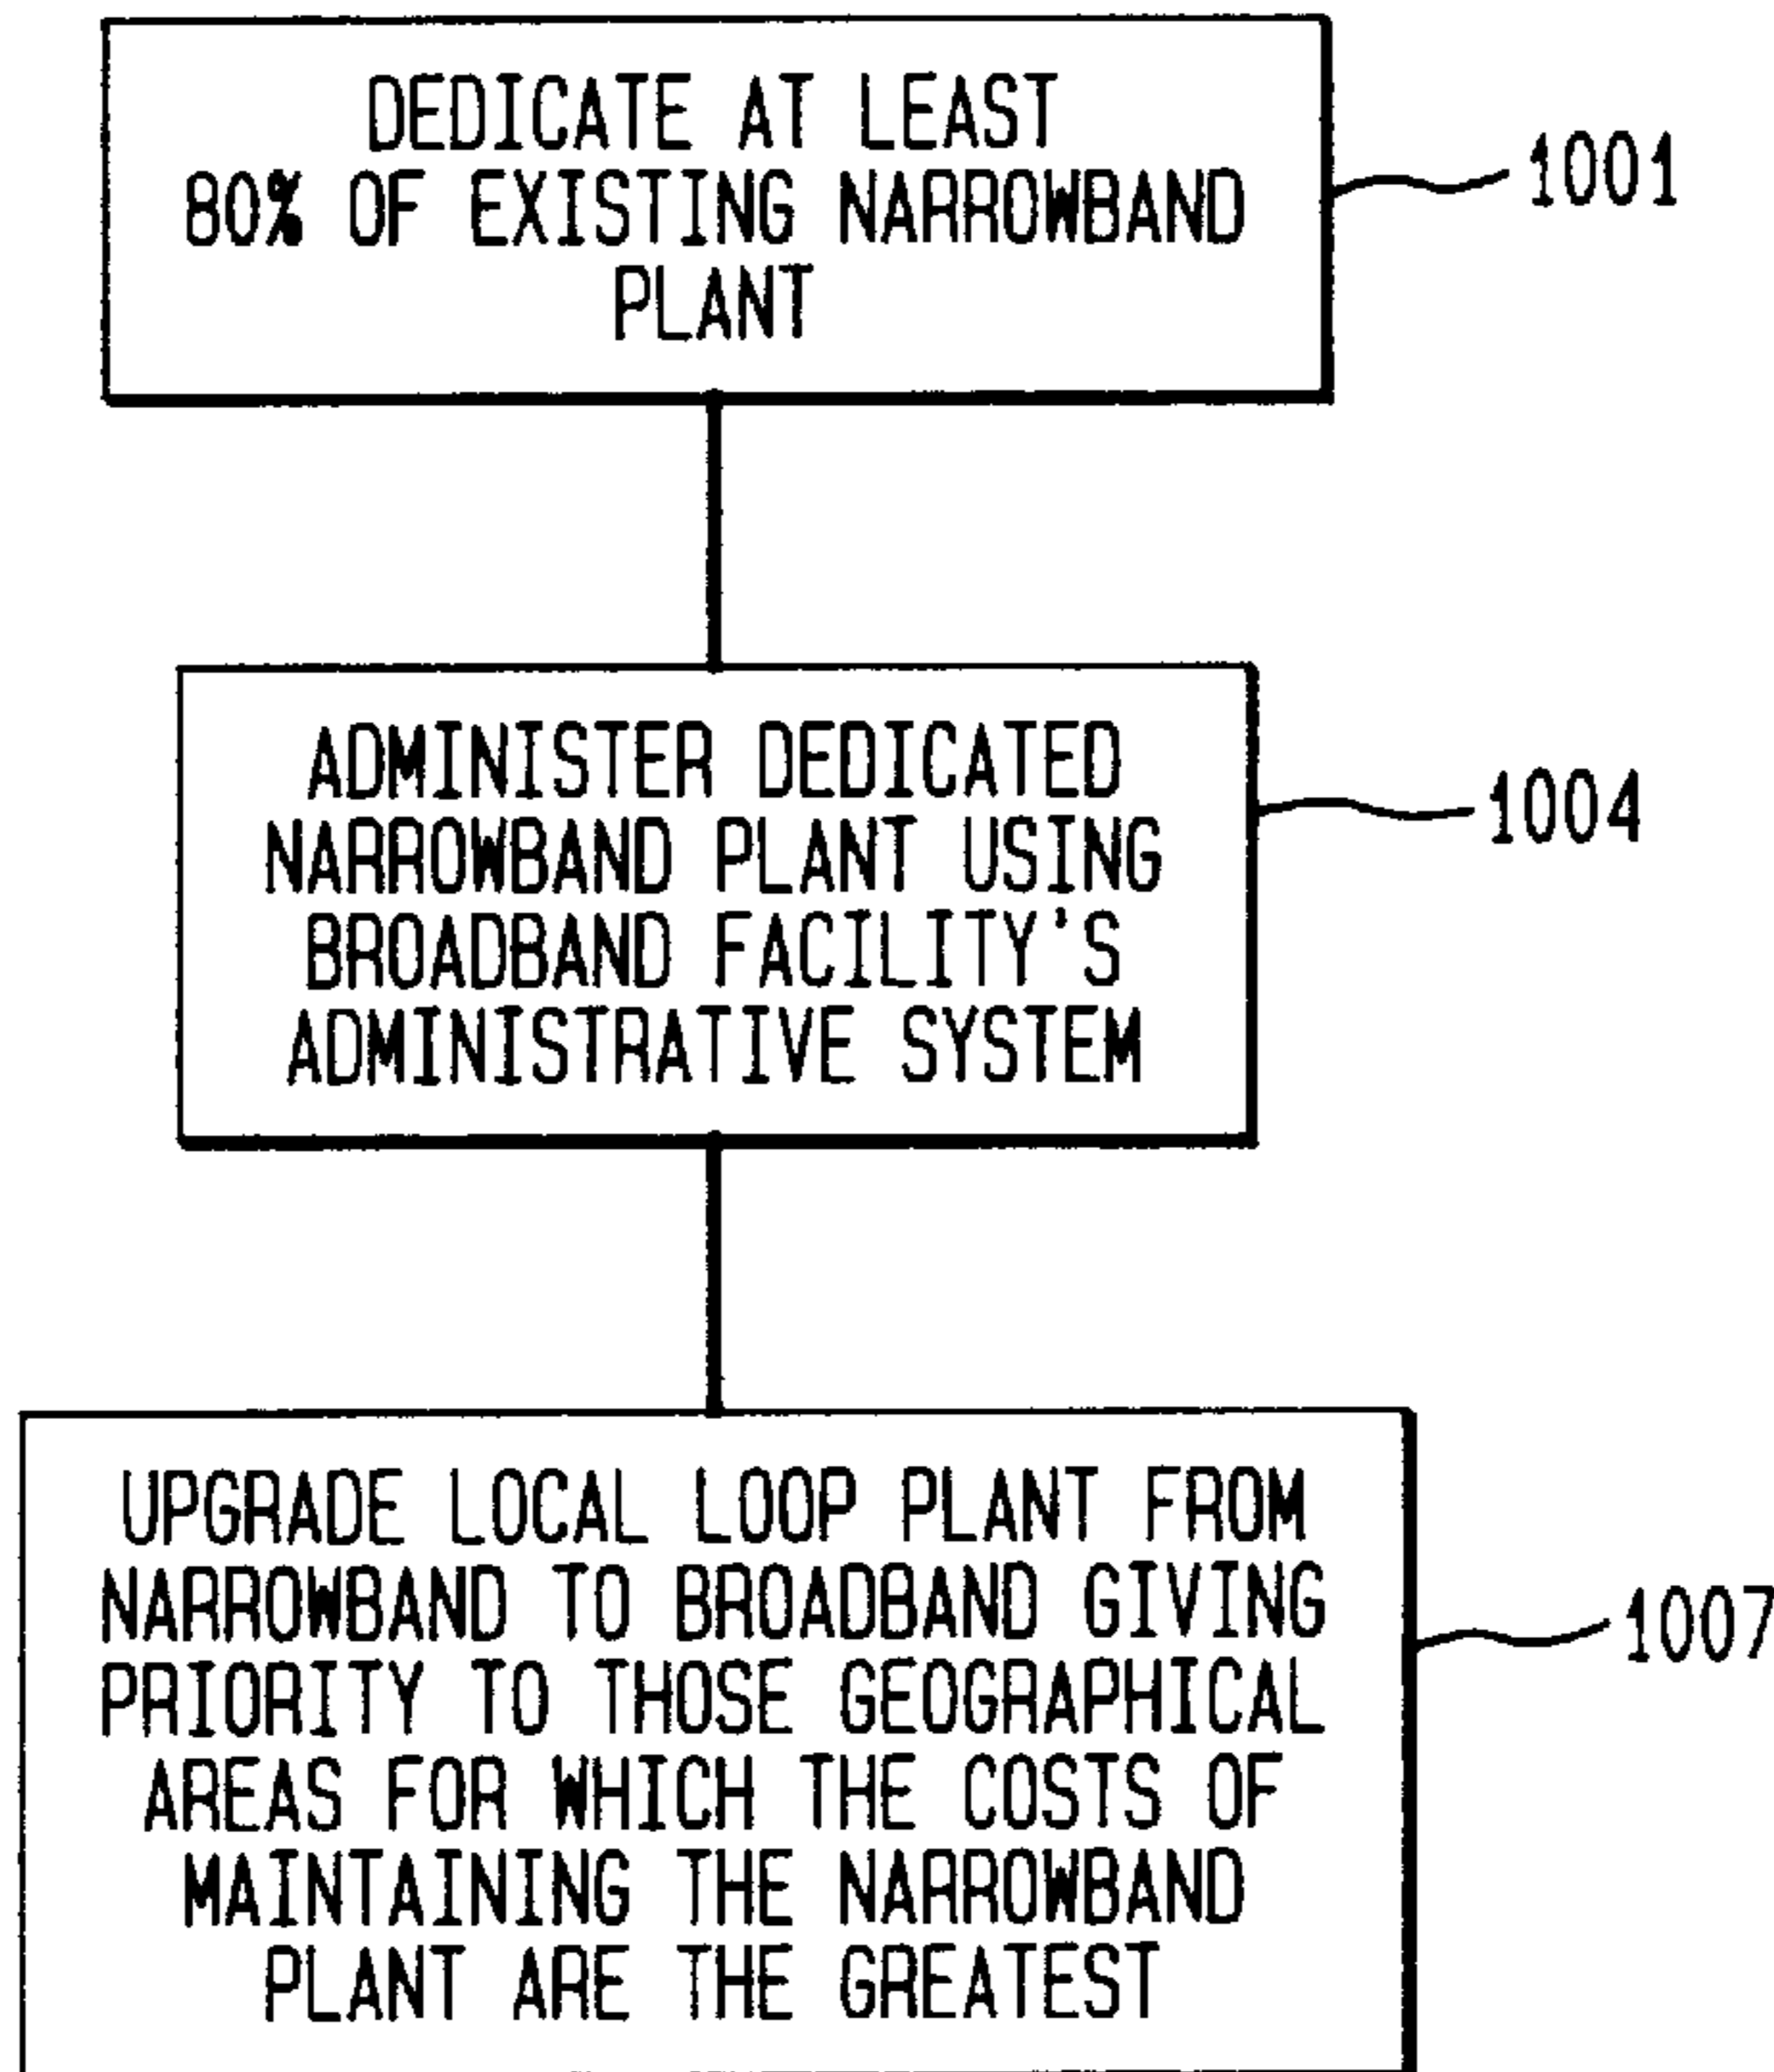 DEDICATE AT LEAST
80% OF EXISTING NARROWBAND
PLANT
1001
ADMINISTER DEDICATED
NARROWBAND PLANT USING
BROADBAND FACILITY'S
ADMINISTRATIVE SYSTEM
1004
UPGRADE LOCAL LOOP PLANT FROM
NARROWBAND TO BROADBAND GIVING
PRIORITY TO THOSE GEOGRAPHICAL
AREAS FOR WHICH THE COSTS OF
MAINTAINING THE NARROWBAND
PLANT ARE THE GREATEST
1007